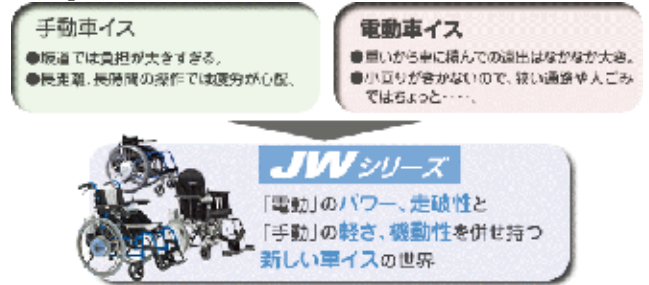 手動車イス
●坂道では負担が大きすぎる。
●長距離、長時間の操作では疲労が心配。
電動車イス
●重いから車に積んでの遠出はなかなか大変。
●小回りが きかないので、狭い通路や人ごみ
ではちょっと‥‥。
JWシリーズ
「電動」のパワー、走破性と
「手動」の軽さ、機動性を併せ持つ
新しい車イスの世界